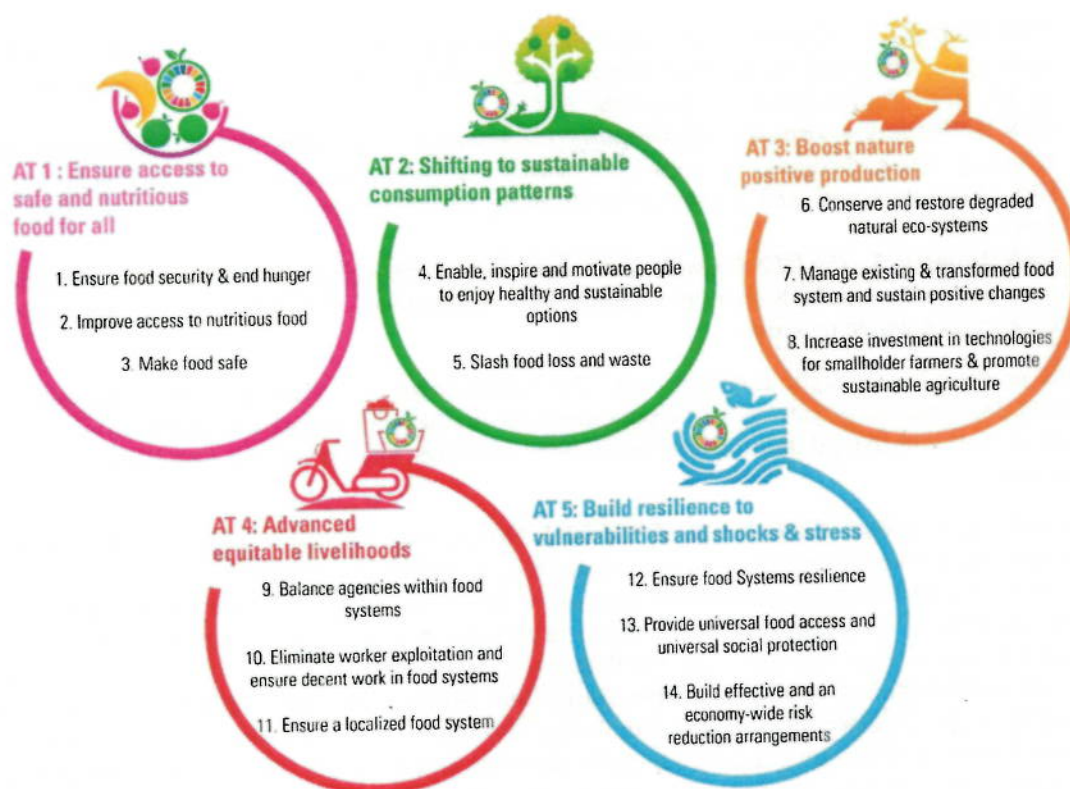 AT 1 : Ensure access to
safe and nutritious
food for all
1. Ensure food security & end hunger
2. Improve access to nutritious food
3. Make food safe
AT 2: Shifting to sustainable
consumption patterns
4. Enable, inspire and motivate people
to enjoy healthy and sustainable
options
5. Slash food loss and waste
AT 3: Boost nature
positive production
6. Conserve and restore degraded
natural eco-systems
7. Manage existing & transformed food
system and sustain positive changes
8. Increase investment in technologies
for smallholder farmers & promote
sustainable agriculture
AT 4: Advanced
equitable livelihoods
9. Balance agencies within food
systems
10. Eliminate worker exploitation and
ensure decent work in food systems
11. Ensure a localized food system
AT 5: Build resilience to
vulnerabilities and shocks & stress
12. Ensure food Systems resilience
13. Provide universal food access and
universal social protection
14. Build effective and an
economy-wide risk
reduction arrangements